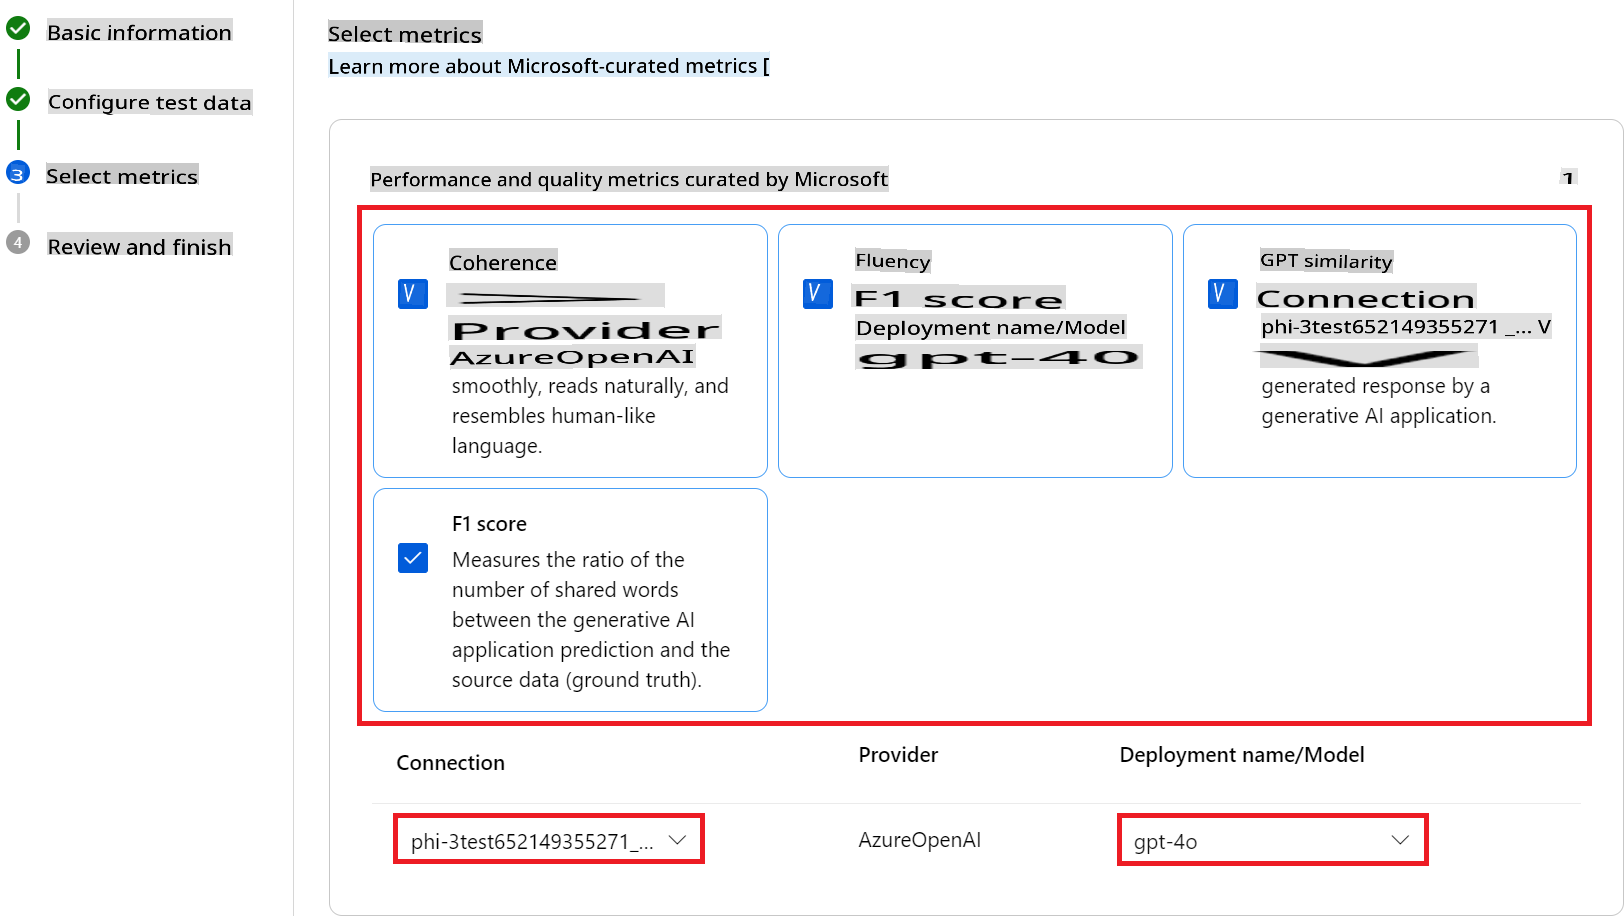 Basic information
Configure test data
3
Select metrics
4
Review and finish
Select metrics
Learn more about Microsoft-curated metrics [
Performance and quality metrics curated by Microsoft
1
Coherence
V
Provider
AzureOpenAI
smoothly, reads naturally, and
resembles human-like
language.
Fluency
V
F1 score
Deployment name/Model
gpt-4o
GPT similarity
V
Connection
phi-3test652149355271 _... V
generated response by a
generative AI application.
F1 score
Measures the ratio of the
number of shared words
between the generative AI
application prediction and the
source data (ground truth).
Connection
Provider
Deployment name/Model
phi-3test652149355271_...
AzureOpenAI
gpt-4o